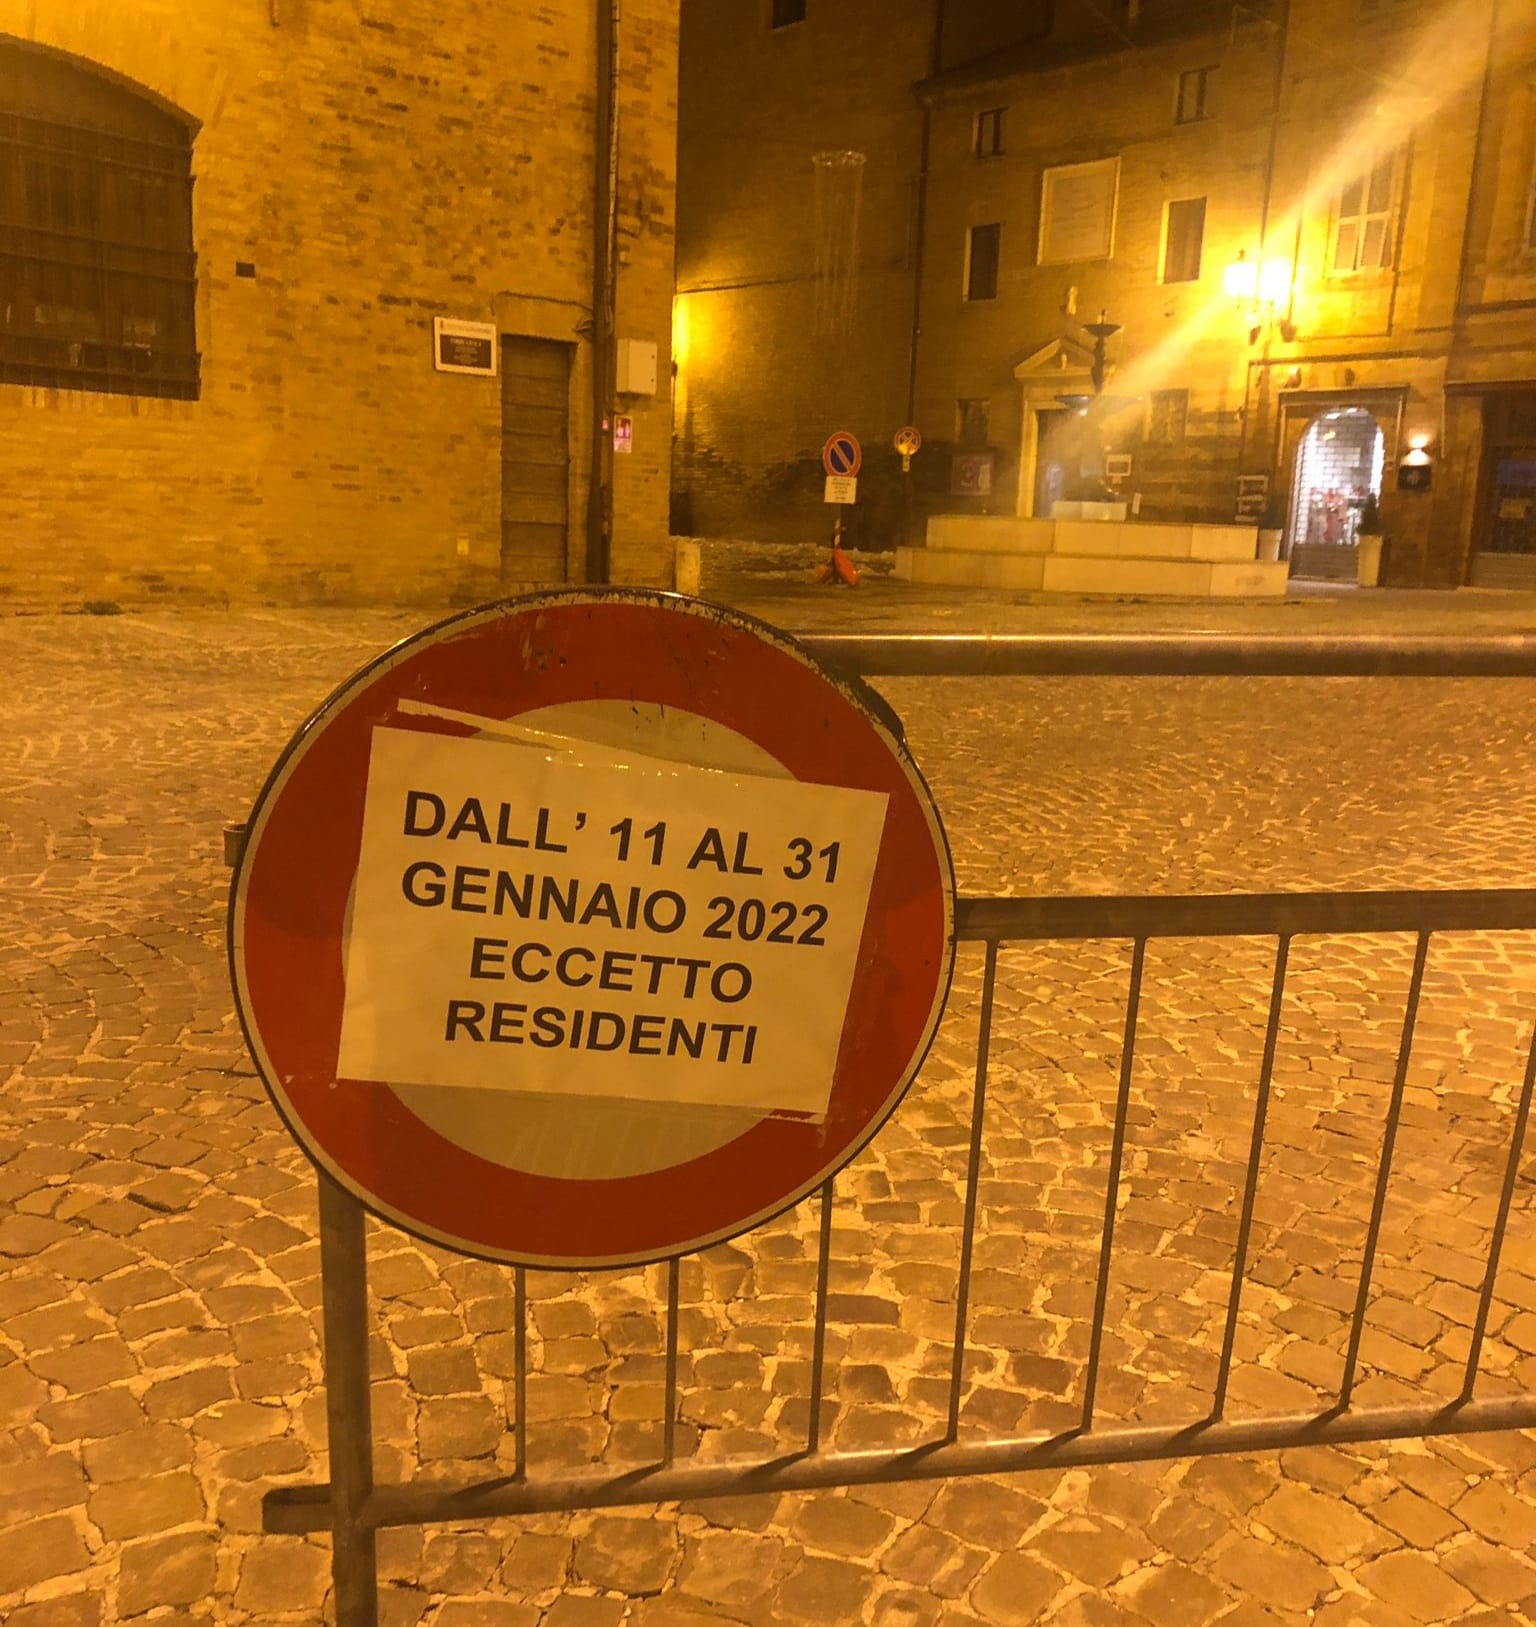 DALL' 11 AL 31
GENNAIO 2022
ECCETTO
RESIDENTI